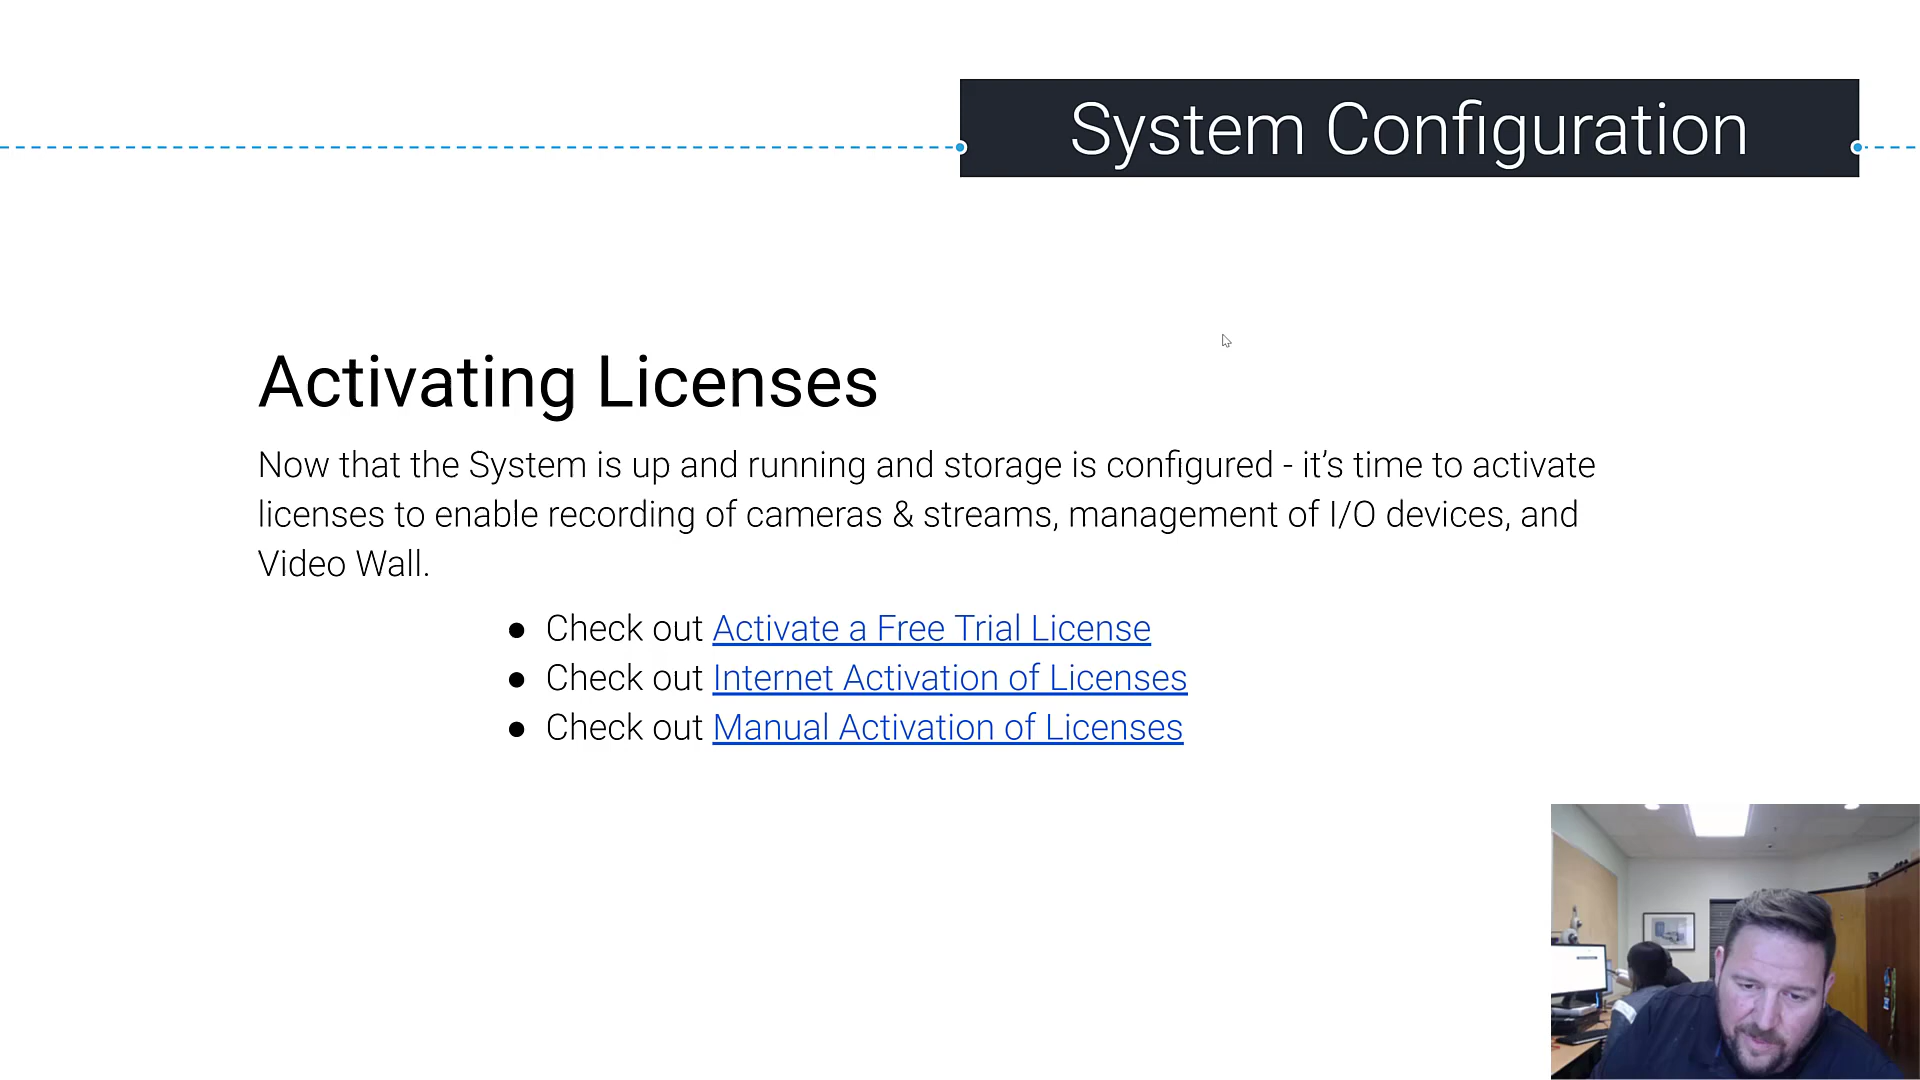 System Configuration
Activating Licenses
Now that the System is up and running and storage is configured - it’s time to activate
licenses to enable recording of cameras & streams, management of I/O devices, and
Video Wall.
● Check out Activate a Free Trial License
● Check out Internet Activation of Licenses
● Check out Manual Activation of Licenses